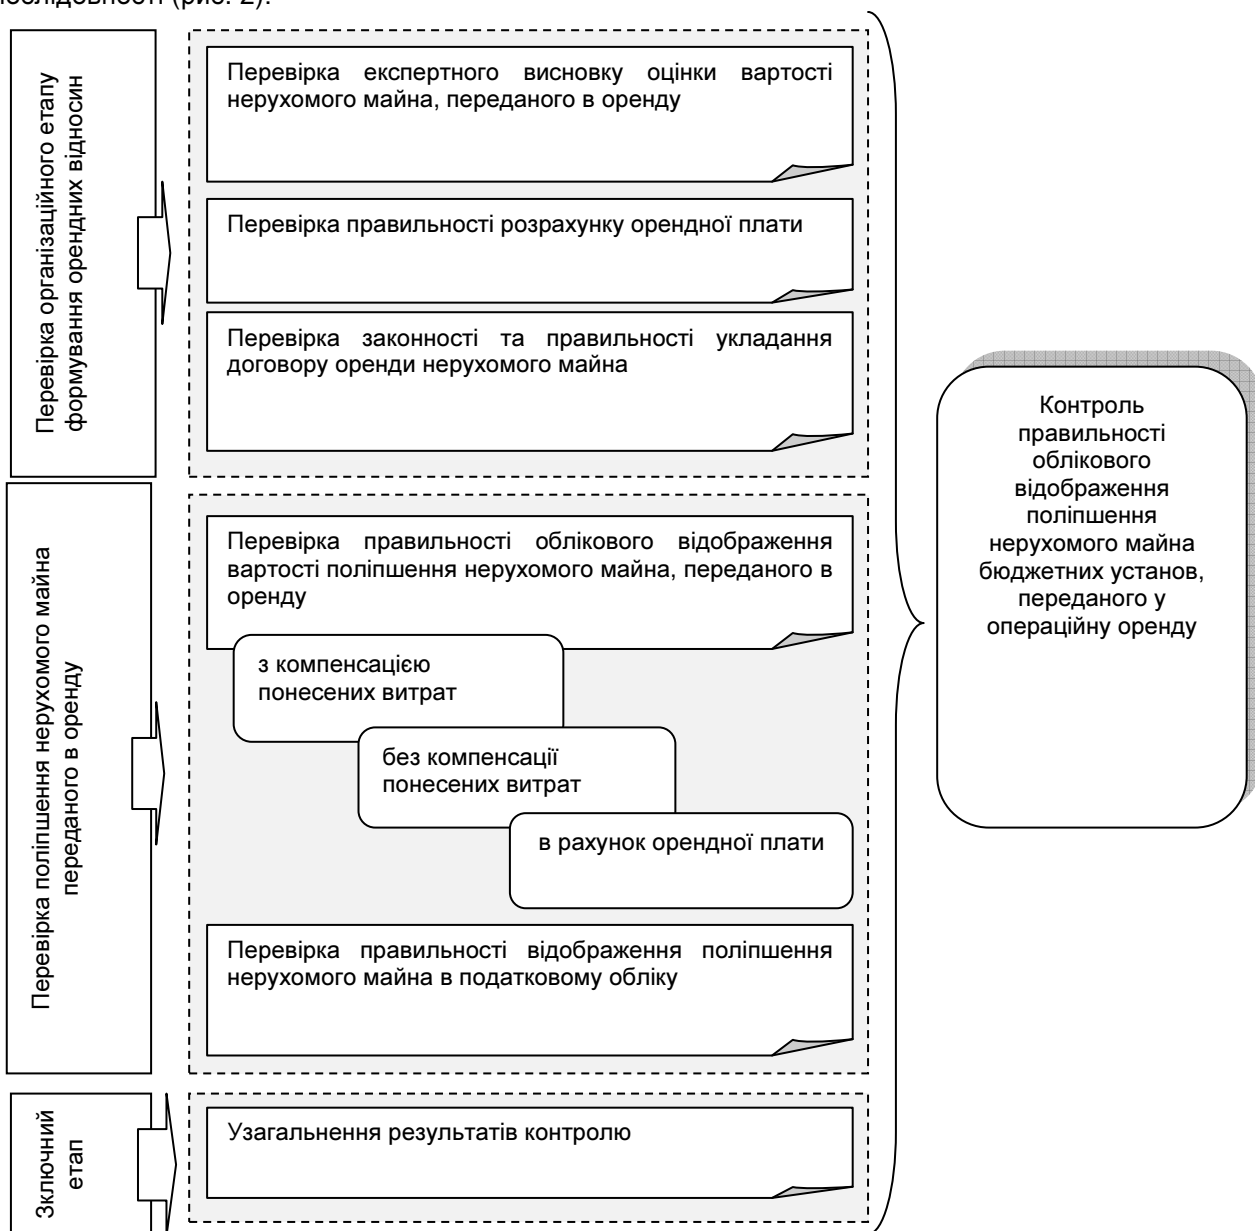 послідовності (рис. 2).
Перевірка організаційного етапу
формування орендних відносин
Перевірка експертного висновку оцінки вартості
нерухомого майна, переданого в оренду
Перевірка правильності розрахунку орендної плати
Перевірка законності та правильності укладання
договору оренди нерухомого майна
Перевірка поліпшення нерухомого майна
переданого в оренду
Перевірка правильності облікового відображення
вартості поліпшення нерухомого майна, переданого в
оренду
з компенсацією
понесених витрат
без компенсації
понесених витрат
в рахунок орендної плати
Перевірка правильності відображення поліпшення
нерухомого майна в податковому обліку
Зключний
етап
Узагальнення результатів контролю
Контроль
правильності
облікового
відображення
поліпшення
нерухомого майна
бюджетних установ,
переданого у
операційну оренду